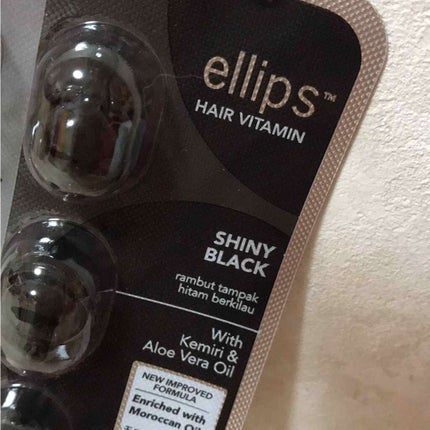 ellips™
HAIR VITAMIN
SHINY
BLACK
rambut tampak
hitam berkilau
With
Kemiri &
Aloe Vera Oil
NEW IMPROVED
FORMULA
Enriched with
Moroccan Oil